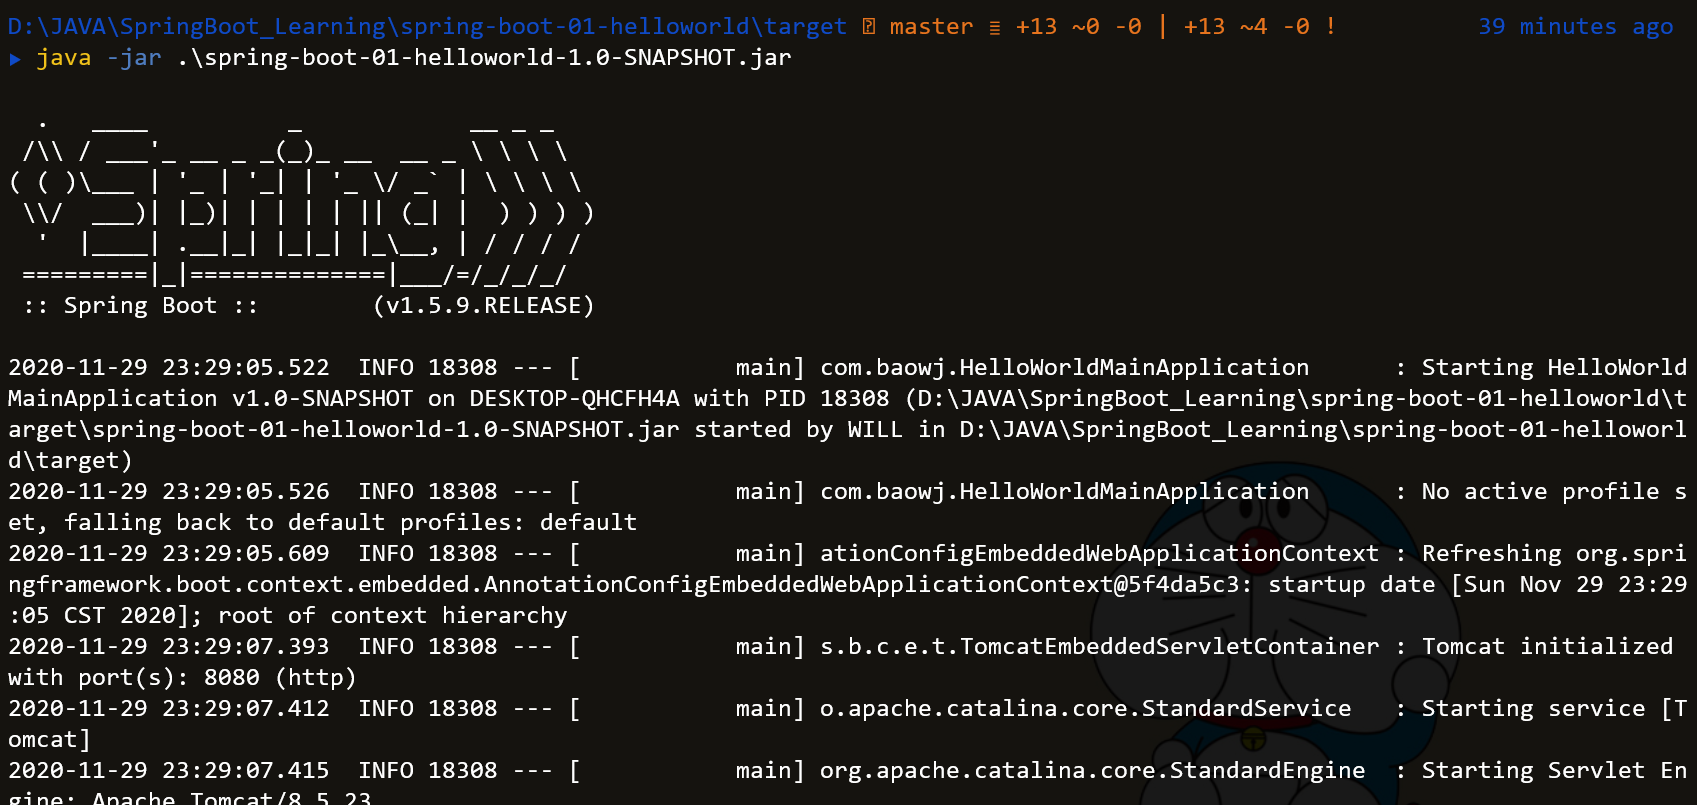 D:\JAVA\SpringBoot_Learning\spring-boot-01-helloworld\target master ≣ +13 ~0 -0 | +13 ~4 -0 ! 39 minutes ago
► java -jar .\spring-boot-01-helloworld-1.0-SNAPSHOT.jar
  .   ____          _            __ _ _
 /\\ / ___'_ __ _ _(_)_ __  __ _ \ \ \ \
( ( )\___ | '_ | '_| | '_ \/ _` | \ \ \ \
 \\/  ___)| |_)| | | | | || (_| |  ) ) ) )
  '  |____| .__|_| |_|_| |_\__, | / / / /
 =========|_|==============|___/=/_/_/_/
 :: Spring Boot ::        (v1.5.9.RELEASE)
2020-11-29 23:29:05.522  INFO 18308 --- [           main] com.baowj.HelloWorldMainApplication      : Starting HelloWorld
MainApplication v1.0-SNAPSHOT on DESKTOP-QHCFH4A with PID 18308 (D:\JAVA\SpringBoot_Learning\spring-boot-01-helloworld\t
arget\spring-boot-01-helloworld-1.0-SNAPSHOT.jar started by WILL in D:\JAVA\SpringBoot_Learning\spring-boot-01-helloworl
d\target)
2020-11-29 23:29:05.526  INFO 18308 --- [           main] com.baowj.HelloWorldMainApplication      : No active profile s
et, falling back to default profiles: default
2020-11-29 23:29:05.609  INFO 18308 --- [           main] ationConfigEmbeddedWebApplicationContext : Refreshing org.spri
ngframework.boot.context.embedded.AnnotationConfigEmbeddedWebApplicationContext@5f4da5c3: startup date [Sun Nov 29 23:29
:05 CST 2020]; root of context hierarchy
2020-11-29 23:29:07.393  INFO 18308 --- [           main] s.b.c.e.t.TomcatEmbeddedServletContainer : Tomcat initialized
with port(s): 8080 (http)
2020-11-29 23:29:07.412  INFO 18308 --- [           main] o.apache.catalina.core.StandardService   : Starting service [T
omcat]
2020-11-29 23:29:07.415  INFO 18308 --- [           main] org.apache.catalina.core.StandardEngine  : Starting Servlet En
gine: Apache Tomcat/8.5.23